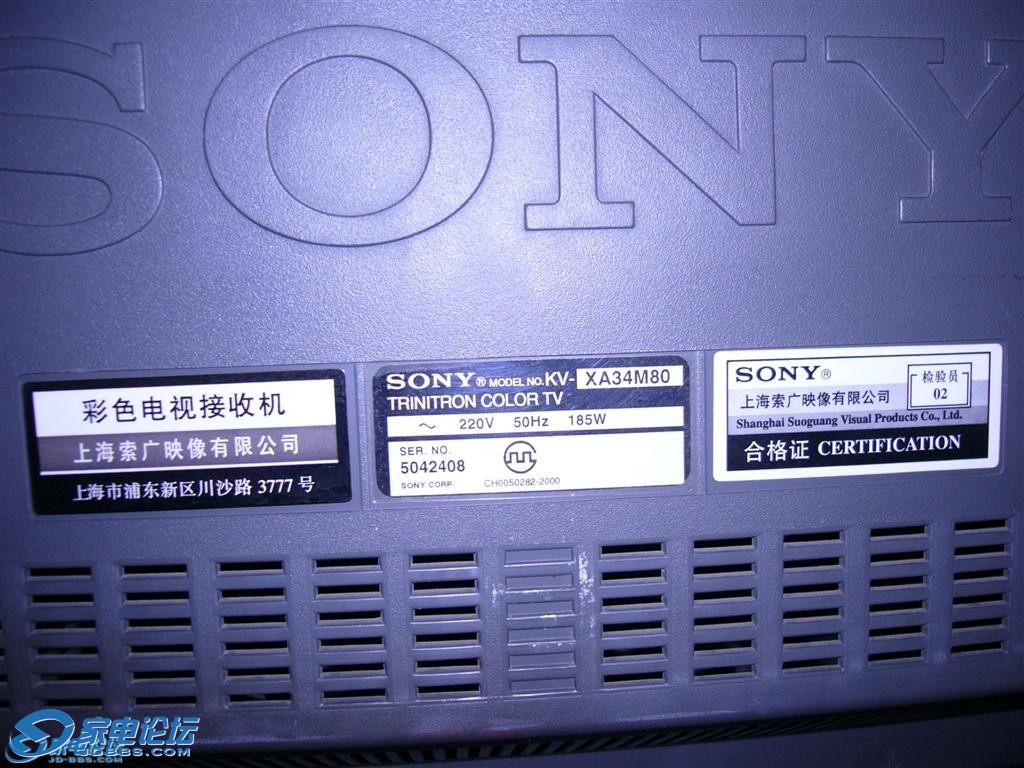 SONY
彩色电视接收机
上海索广映像有限公司
上海市浦东新区川沙路 3777 号
SONY® MODEL NO. KV- XA34M80
TRINITRON COLOR TV
～ 220V 50Hz 185W
SER. NO.
5042408
SONY CORP. CH0050282-2000
SONY®
上海索广映像有限公司
Shanghai Suoguang Visual Products Co., Ltd.
检验员
02
合格证 CERTIFICATION
家电论坛
JD-BBS.COM